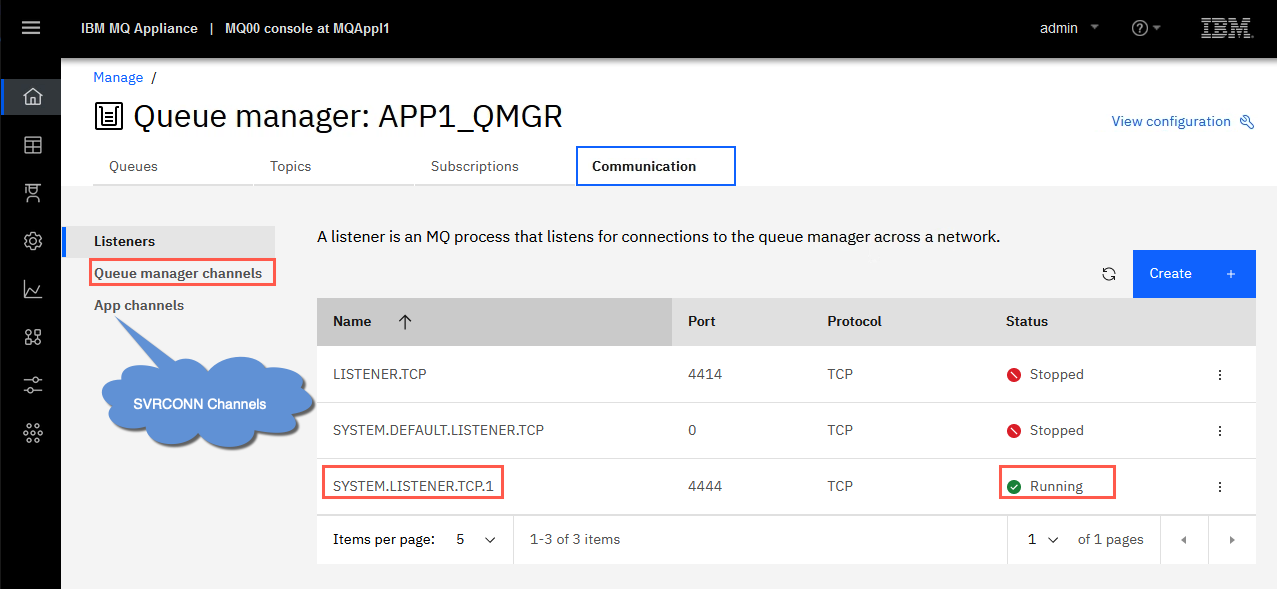 IBM MQ Appliance | MQ00 console at MQAppl1
admin
IBM
Manage /
Queue manager: APP1_QMGR
View configuration
Queues Topics Subscriptions Communication
Listeners
Queue manager channels
App channels
SVRCONN Channels
A listener is an MQ process that listens for connections to the queue manager across a network.
Create +
Name Port Protocol Status
LISTENER.TCP 4414 TCP Stopped
SYSTEM.DEFAULT.LISTENER.TCP 0 TCP Stopped
SYSTEM.LISTENER.TCP.1 4444 TCP Running
Items per page: 5 1-3 of 3 items 1 of 1 pages